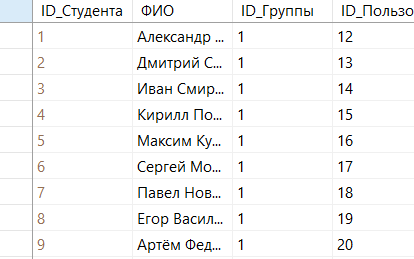 ID_Студента ФИО ID_Группы ID_Пользо
1 Александр ... 1 12
2 Дмитрий С... 1 13
3 Иван Смир... 1 14
4 Кирилл По... 1 15
5 Максим Ку... 1 16
6 Сергей Мо... 1 17
7 Павел Нов... 1 18
8 Егор Васил... 1 19
9 Артём Фед... 1 20